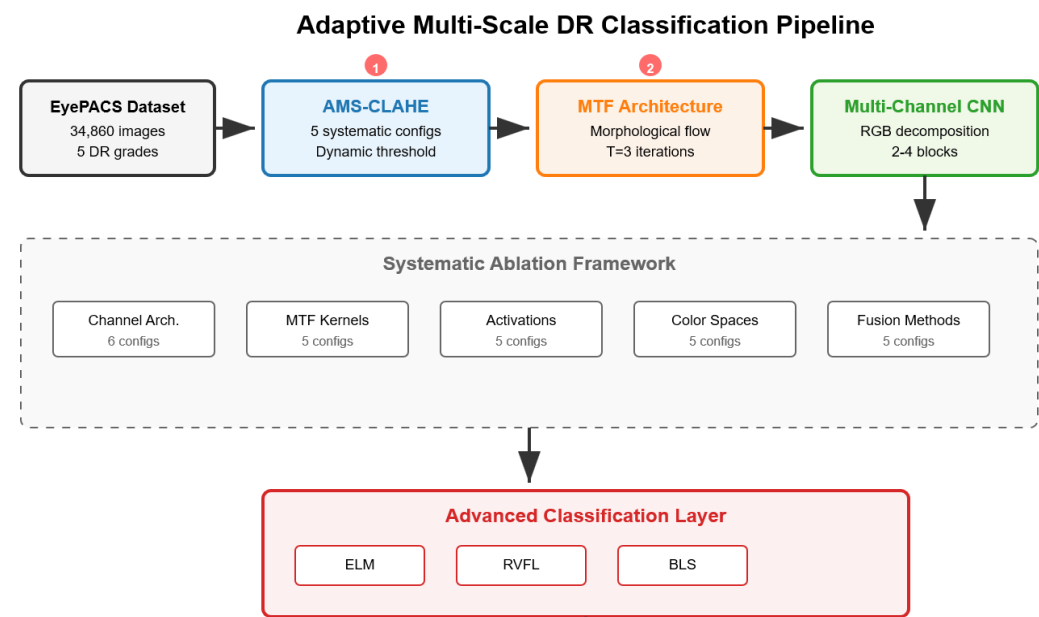 Adaptive Multi-Scale DR Classification Pipeline
1
2
EyePACS Dataset
34,860 images
5 DR grades
AMS-CLAHE
5 systematic configs
Dynamic threshold
MTF Architecture
Morphological flow
T=3 iterations
Multi-Channel CNN
RGB decomposition
2-4 blocks
Systematic Ablation Framework
Channel Arch.
6 configs
MTF Kernels
5 configs
Activations
5 configs
Color Spaces
5 configs
Fusion Methods
5 configs
Advanced Classification Layer
ELM
RVFL
BLS